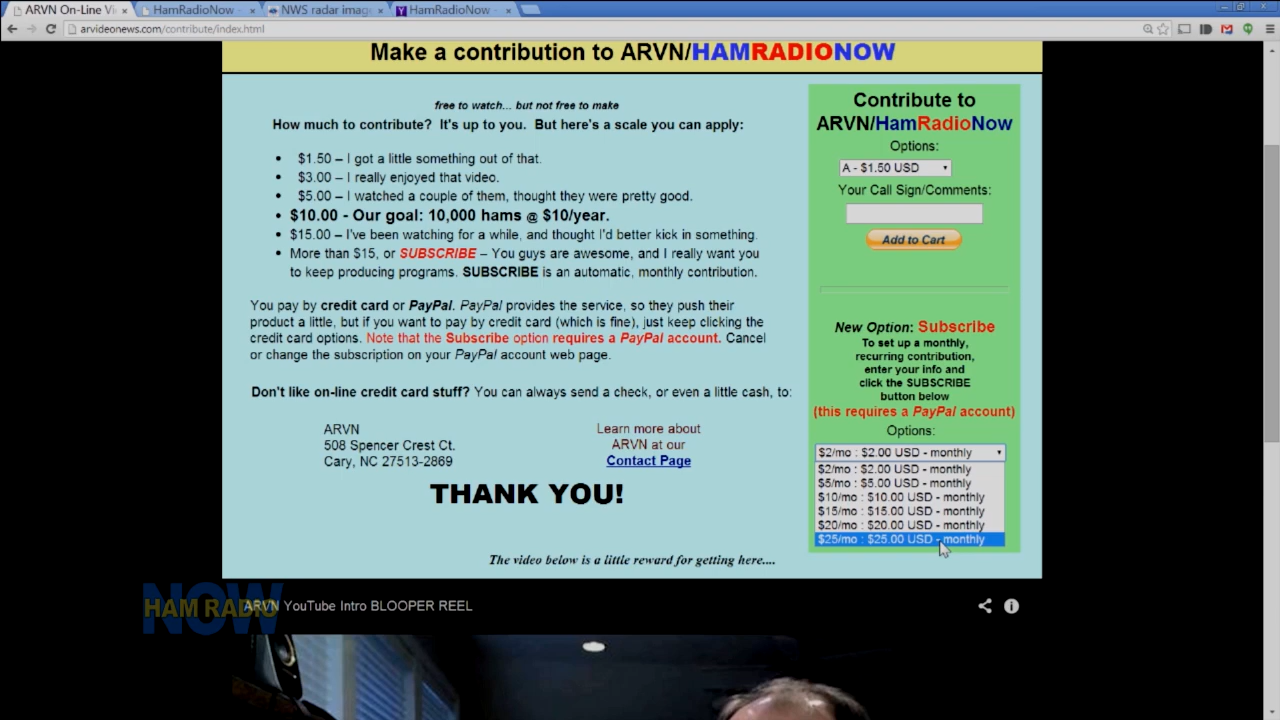 ARVN On-Line Vi
HamRadioNow
NWS radar imag
HamRadioNow
arvideonews.com/contribute/index.html
Make a contribution to ARVN/HAMRADIONOW
free to watch... but not free to make
How much to contribute? It's up to you. But here's a scale you can apply:
• $1.50 – I got a little something out of that.
• $3.00 – I really enjoyed that video.
• $5.00 – I watched a couple of them, thought they were pretty good.
• $10.00 - Our goal: 10,000 hams @ $10/year.
• $15.00 – I've been watching for a while, and thought I'd better kick in something.
• More than $15, or SUBSCRIBE – You guys are awesome, and I really want you
to keep producing programs. SUBSCRIBE is an automatic, monthly contribution.
You pay by credit card or PayPal. PayPal provides the service, so they push their
product a little, but if you want to pay by credit card (which is fine), just keep clicking the
credit card options. Note that the Subscribe option requires a PayPal account. Cancel
or change the subscription on your PayPal account web page.
Don't like on-line credit card stuff? You can always send a check, or even a little cash, to:
ARVN
508 Spencer Crest Ct.
Cary, NC 27513-2869
Learn more about
ARVN at our
Contact Page
THANK YOU!
The video below is a little reward for getting here....
Contribute to
ARVN/HamRadioNow
Options:
A - $1.50 USD
Your Call Sign/Comments:
Add to Cart
New Option: Subscribe
To set up a monthly,
recurring contribution,
enter your info and
click the SUBSCRIBE
button below
(this requires a PayPal account)
Options:
$2/mo : $2.00 USD - monthly
$2/mo : $2.00 USD - monthly
$5/mo : $5.00 USD - monthly
$10/mo : $10.00 USD - monthly
$15/mo : $15.00 USD - monthly
$20/mo : $20.00 USD - monthly
$25/mo : $25.00 USD - monthly
HAM RADIO
NOW
ARVN YouTube Intro BLOOPER REEL